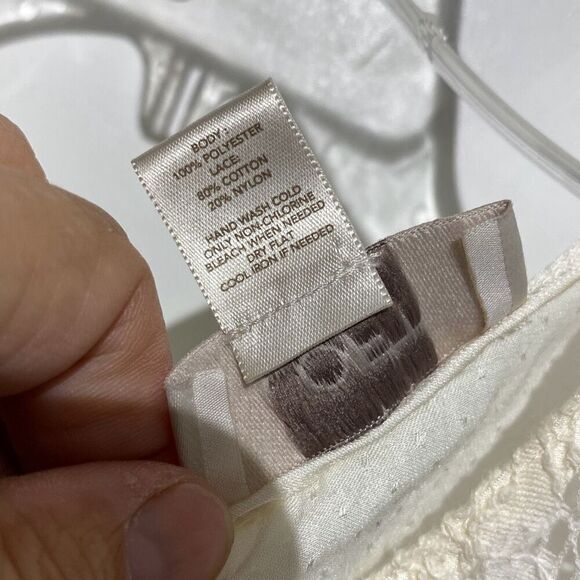 BODY:
100% POLYESTER
LACE:
80% COTTON
20% NYLON
HAND WASH COLD
ONLY NON-CHLORINE
BLEACH WHEN NEEDED
DRY FLAT
COOL IRON IF NEEDED